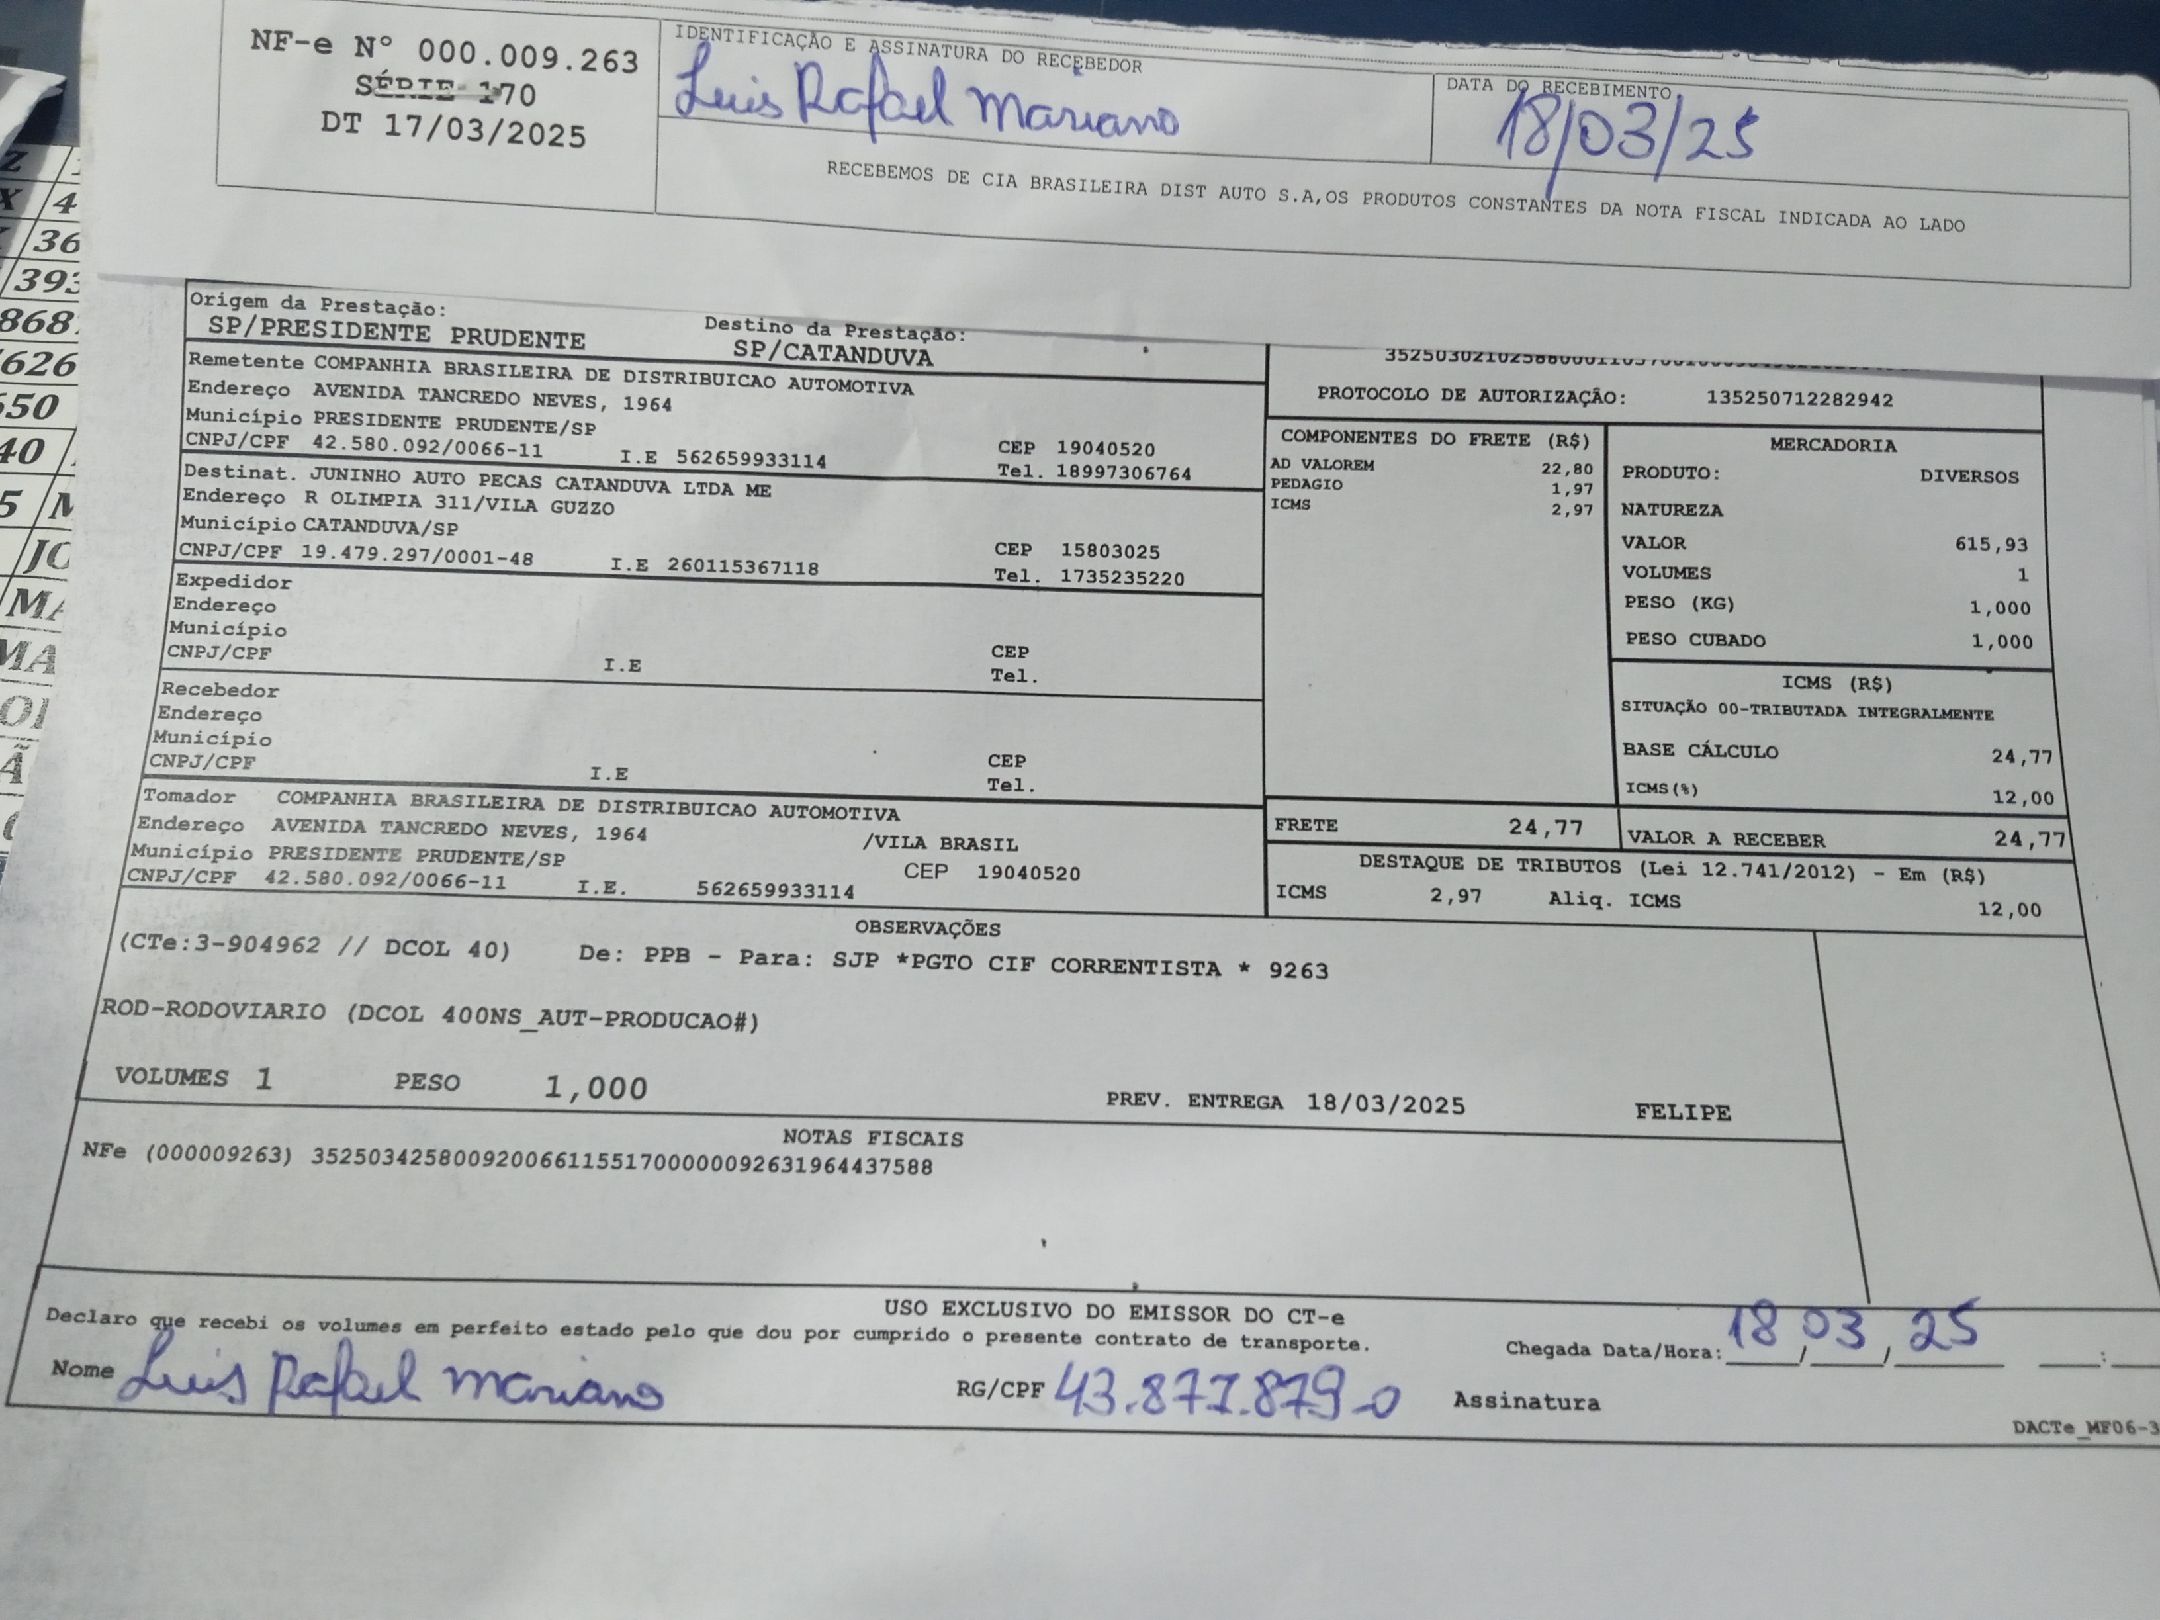 NF-e N° 000.009.263
SÉRIE 170
DT 17/03/2025
IDENTIFICAÇÃO E ASSINATURA DO RECEBEDOR
Luis Rafael Mariano
DATA DO RECEBIMENTO
18/03/25
RECEBEMOS DE CIA BRASILEIRA DIST AUTO S.A,OS PRODUTOS CONSTANTES DA NOTA FISCAL INDICADA AO LADO
Origem da Prestação:
SP/PRESIDENTE PRUDENTE
Destino da Prestação:
SP/CATANDUVA
Remetente COMPANHIA BRASILEIRA DE DISTRIBUICAO AUTOMOTIVA
Endereço AVENIDA TANCREDO NEVES, 1964
Município PRESIDENTE PRUDENTE/SP
CEP 19040520
CNPJ/CPF 42.580.092/0066-11 I.E 562659933114
Tel. 18997306764
Destinat. JUNINHO AUTO PECAS CATANDUVA LTDA ME
Endereço R OLIMPIA 311/VILA GUZZO
Município CATANDUVA/SP
CEP 15803025
CNPJ/CPF 19.479.297/0001-48 I.E 260115367118
Tel. 1735235220
Expedidor
Endereço
Município
CEP
CNPJ/CPF I.E
Tel.
Recebedor
Endereço
Município
CEP
CNPJ/CPF I.E
Tel.
Tomador COMPANHIA BRASILEIRA DE DISTRIBUICAO AUTOMOTIVA
Endereço AVENIDA TANCREDO NEVES, 1964 /VILA BRASIL
Município PRESIDENTE PRUDENTE/SP CEP 19040520
CNPJ/CPF 42.580.092/0066-11 I.E. 562659933114
PROTOCOLO DE AUTORIZAÇÃO: 135250712282942
COMPONENTES DO FRETE (R$)
AD VALOREM 22,80
PEDAGIO 1,97
ICMS 2,97
MERCADORIA
PRODUTO: DIVERSOS
NATUREZA
VALOR 615,93
VOLUMES 1
PESO (KG) 1,000
PESO CUBADO 1,000
ICMS (R$)
SITUAÇÃO 00-TRIBUTADA INTEGRALMENTE
BASE CÁLCULO 24,77
ICMS(%) 12,00
FRETE 24,77
VALOR A RECEBER 24,77
DESTAQUE DE TRIBUTOS (Lei 12.741/2012) - Em (R$)
ICMS 2,97 Aliq. ICMS 12,00
OBSERVAÇÕES
(CTe:3-904962 // DCOL 40) De: PPB - Para: SJP *PGTO CIF CORRENTISTA * 9263
ROD-RODOVIARIO (DCOL 400NS_AUT-PRODUCAO#)
VOLUMES 1 PESO 1,000 PREV. ENTREGA 18/03/2025 FELIPE
NOTAS FISCAIS
NFe (000009263) 35250342580092006611551700000092631964437588
USO EXCLUSIVO DO EMISSOR DO CT-e
Declaro que recebi os volumes em perfeito estado pelo que dou por cumprido o presente contrato de transporte.
Chegada Data/Hora: 18/03/25 :
Nome Luis Rafael Mariano RG/CPF 43.877.879-0 Assinatura
DACTe_MF06-3